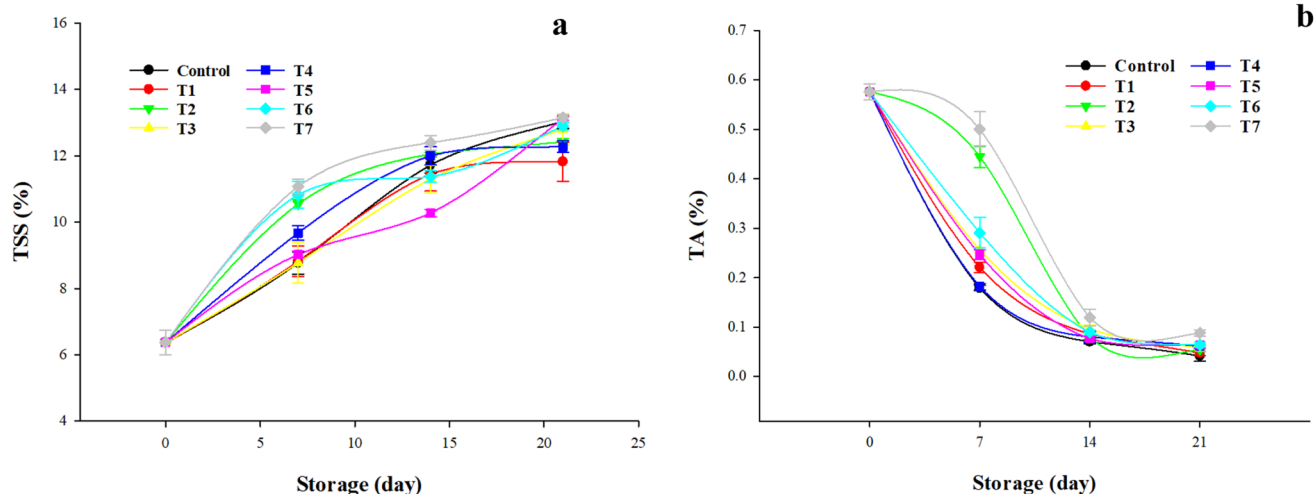 a
16
14
12
10
8
6
4
TSS (%)
Control T4
T1 T5
T2 T6
T3 T7
0 5 10 15 20 25
Storage (day)
b
0.7
0.6
0.5
0.4
0.3
0.2
0.1
0.0
TA (%)
Control T4
T1 T5
T2 T6
T3 T7
0 7 14 21
Storage (day)